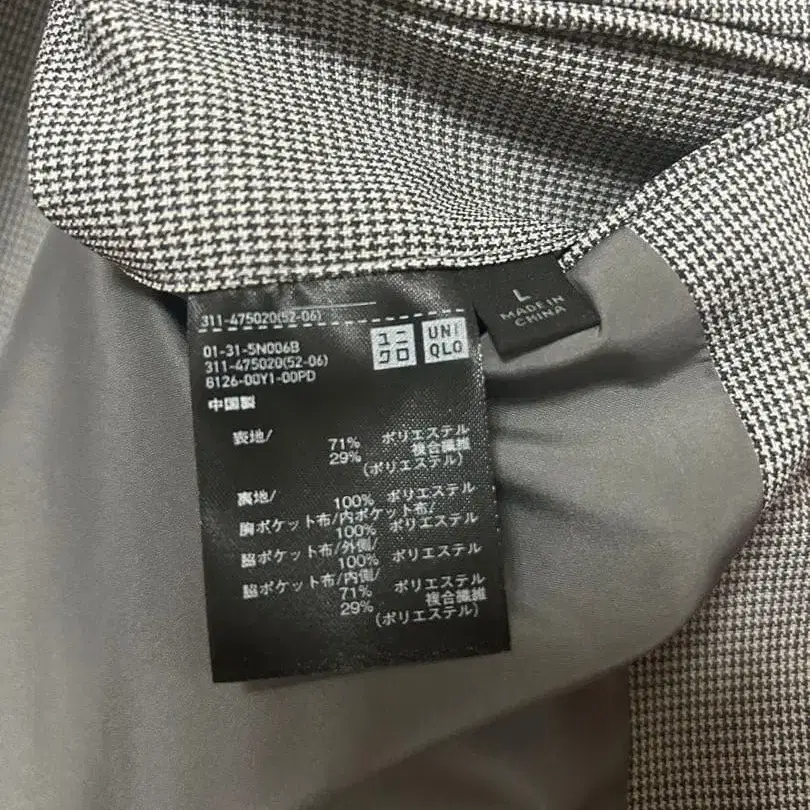 311-475020(52-06)
ユニ
クロ
UNI
QLO
01-31-5N006B
311-475020(52-06)
8126-00Y1-00PD
中国製
表地/
71% ポリエステル
29% 複合繊維
(ポリエステル)
裏地/
100% ポリエステル
胸ポケット布/内ポケット布/
100% ポリエステル
脇ポケット布/外側/
100% ポリエステル
脇ポケット布/内側/
71% ポリエステル
29% 複合繊維
(ポリエステル)
L
MADE IN
CHINA